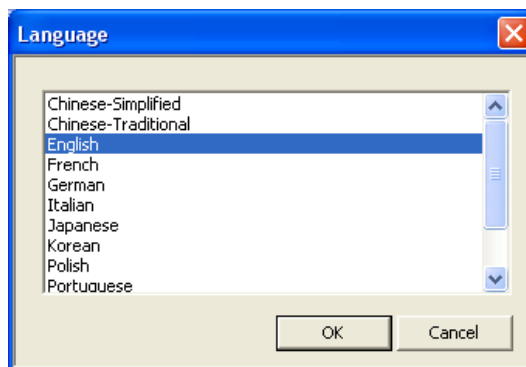 Language
Chinese-Simplified
Chinese-Traditional
English
French
German
Italian
Japanese
Korean
Polish
Portuguese
OK
Cancel